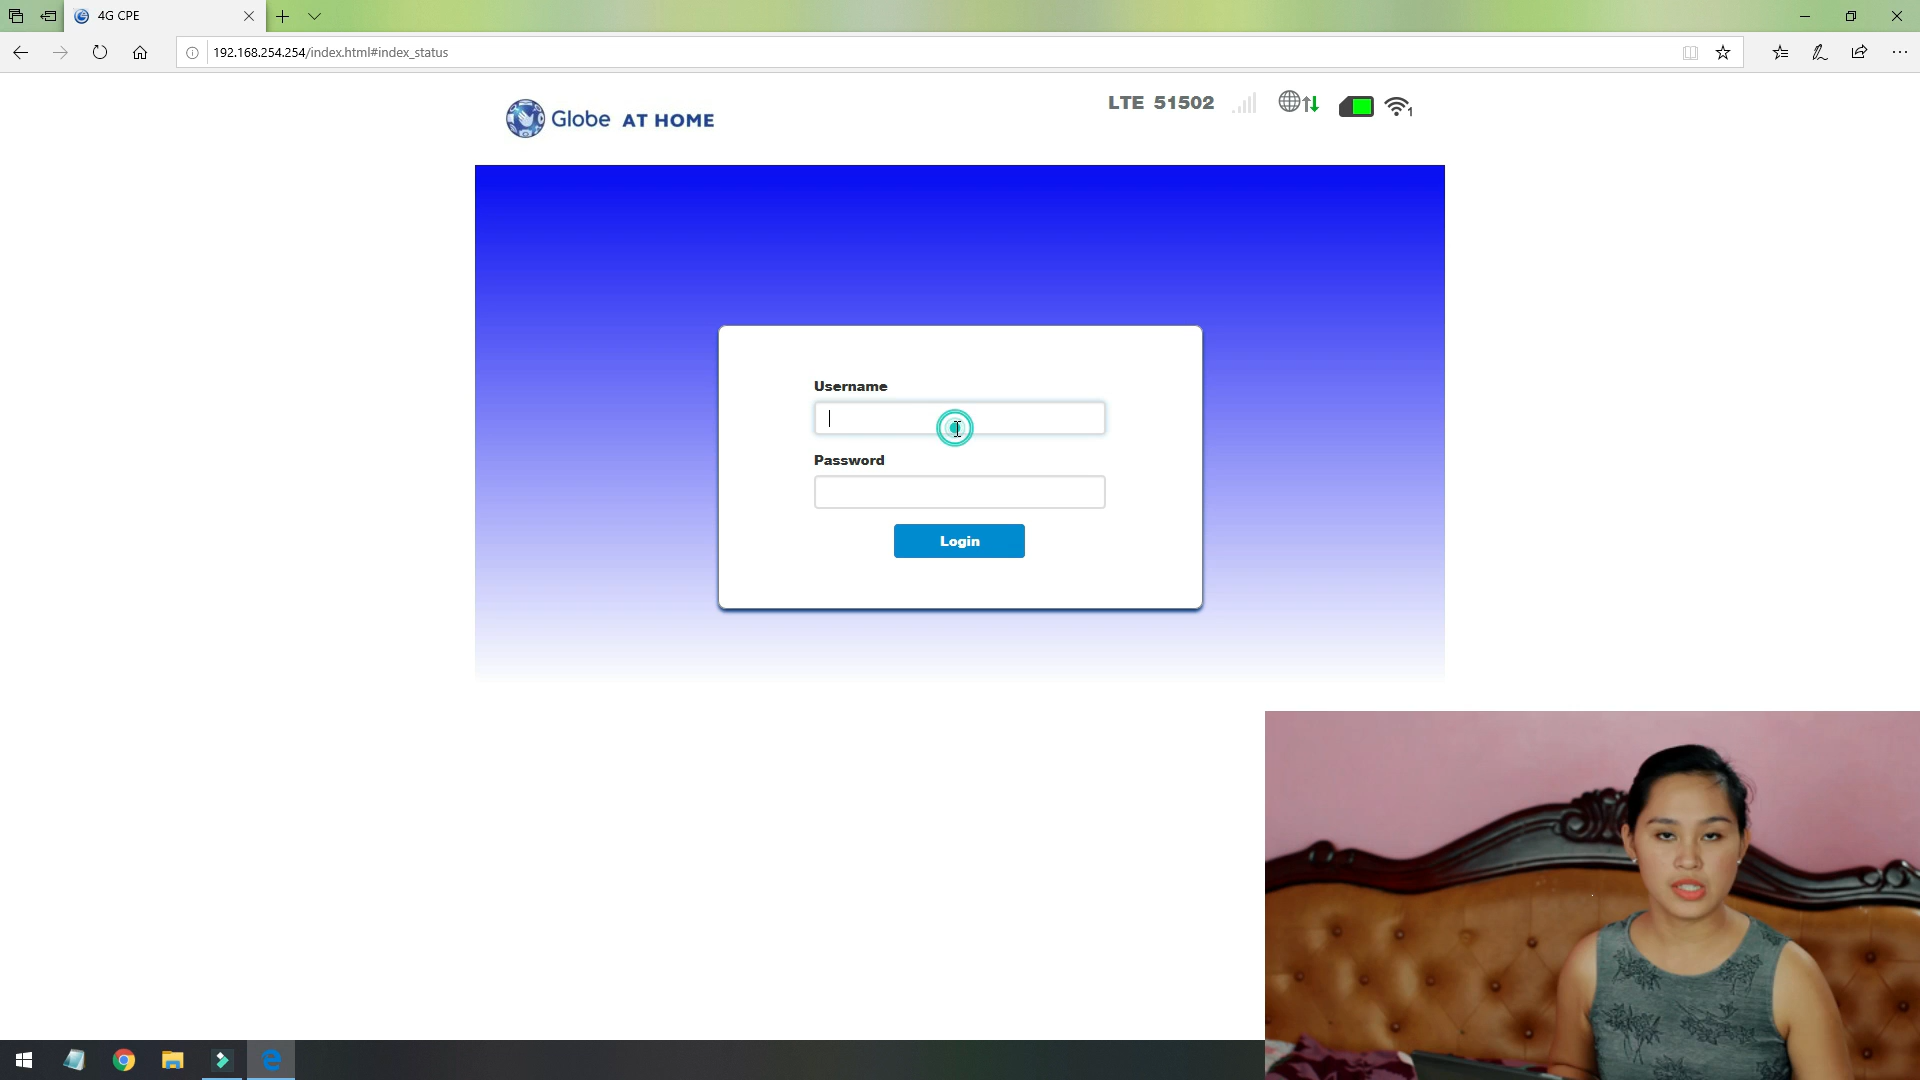 4G CPE
192.168.254.254/index.html#index_status
Globe AT HOME
LTE 51502
1
Username
Password
Login